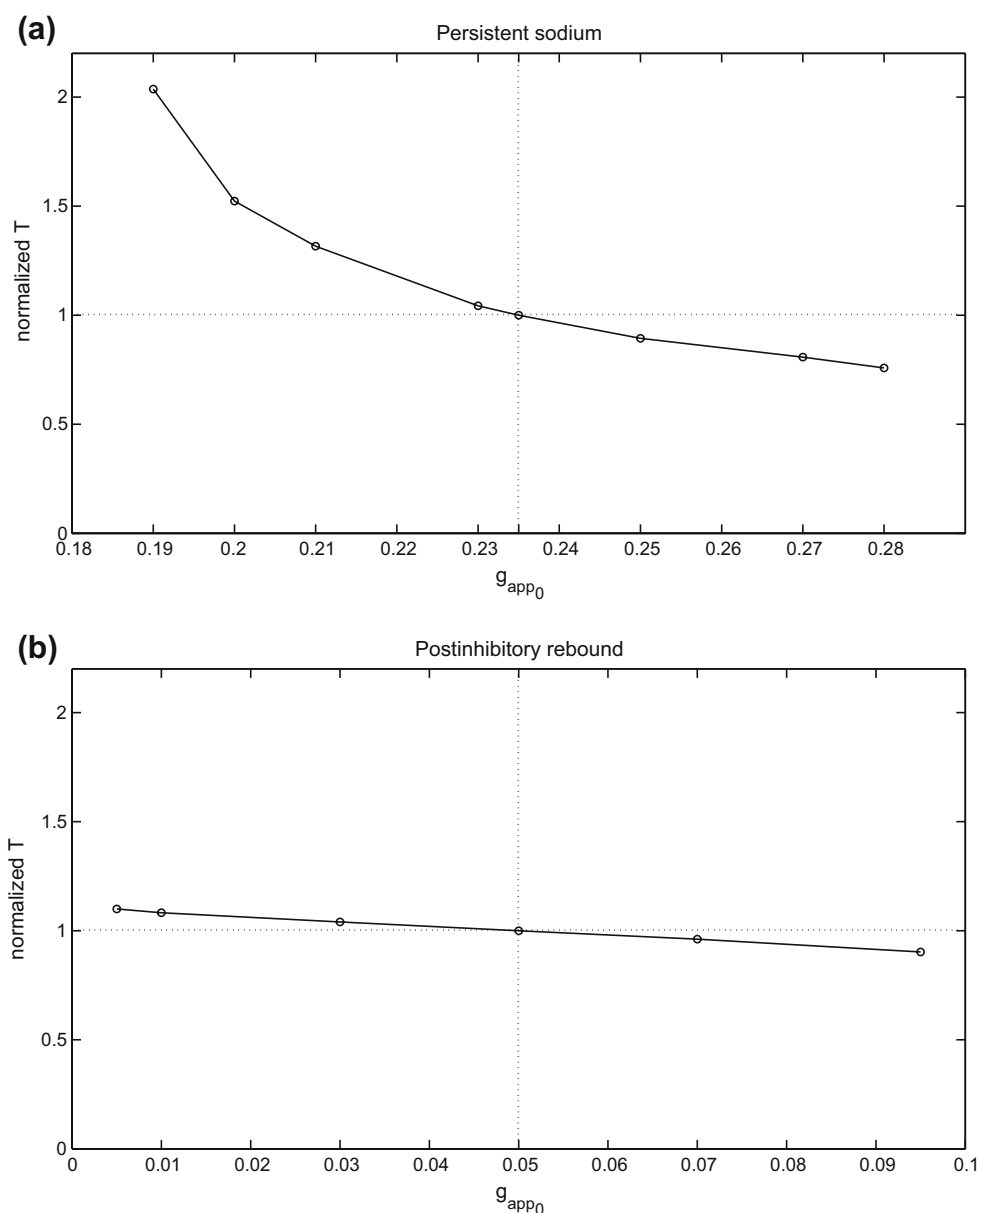 (a)
Persistent sodium
normalized T
2
1.5
1
0.5
0
0.18 0.19 0.2 0.21 0.22 0.23 0.24 0.25 0.26 0.27 0.28
gapp0
(b)
Postinhibitory rebound
normalized T
2
1.5
1
0.5
0
0 0.01 0.02 0.03 0.04 0.05 0.06 0.07 0.08 0.09 0.1
gapp0